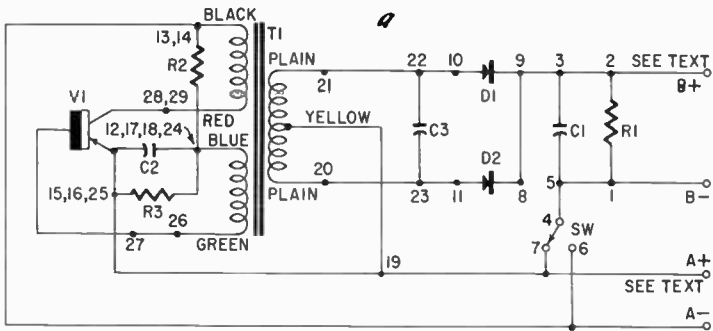 a
BLACK
13,14
T1
R2
PLAIN
22
10
9
3
2
SEE TEXT
B+
21
D1
V1
28,29
RED
YELLOW
C3
C1
R1
12,17,18,24
BLUE
C2
D2
20
5
15,16,25
PLAIN
23
11
8
1
B-
R3
4
SW
26
7
6
27
GREEN
19
A+
SEE TEXT
A-